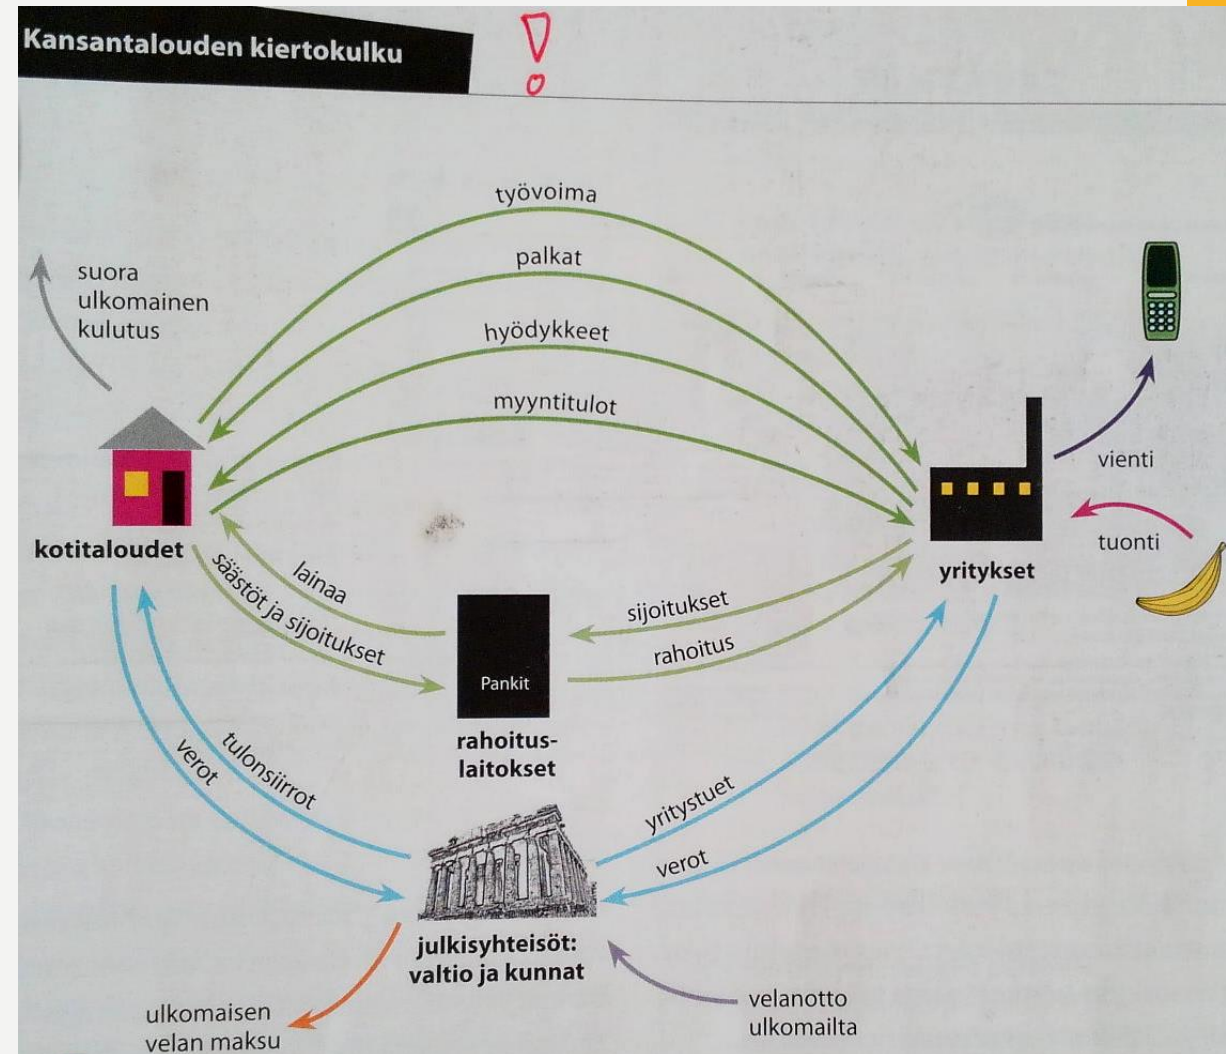 Kansantalouden kiertokulku
!
työvoima
palkat
hyödykkeet
myyntitulot
suora
ulkomainen
kulutus
vienti
tuonti
kotitaloudet
yritykset
lainaa
säästöt ja sijoitukset
sijoitukset
rahoitus
Pankit
rahoitus-
laitokset
tulonsiirrot
verot
yritystuet
verot
julkisyhteisöt:
valtio ja kunnat
ulkomaisen
velan maksu
velanotto
ulkomailta